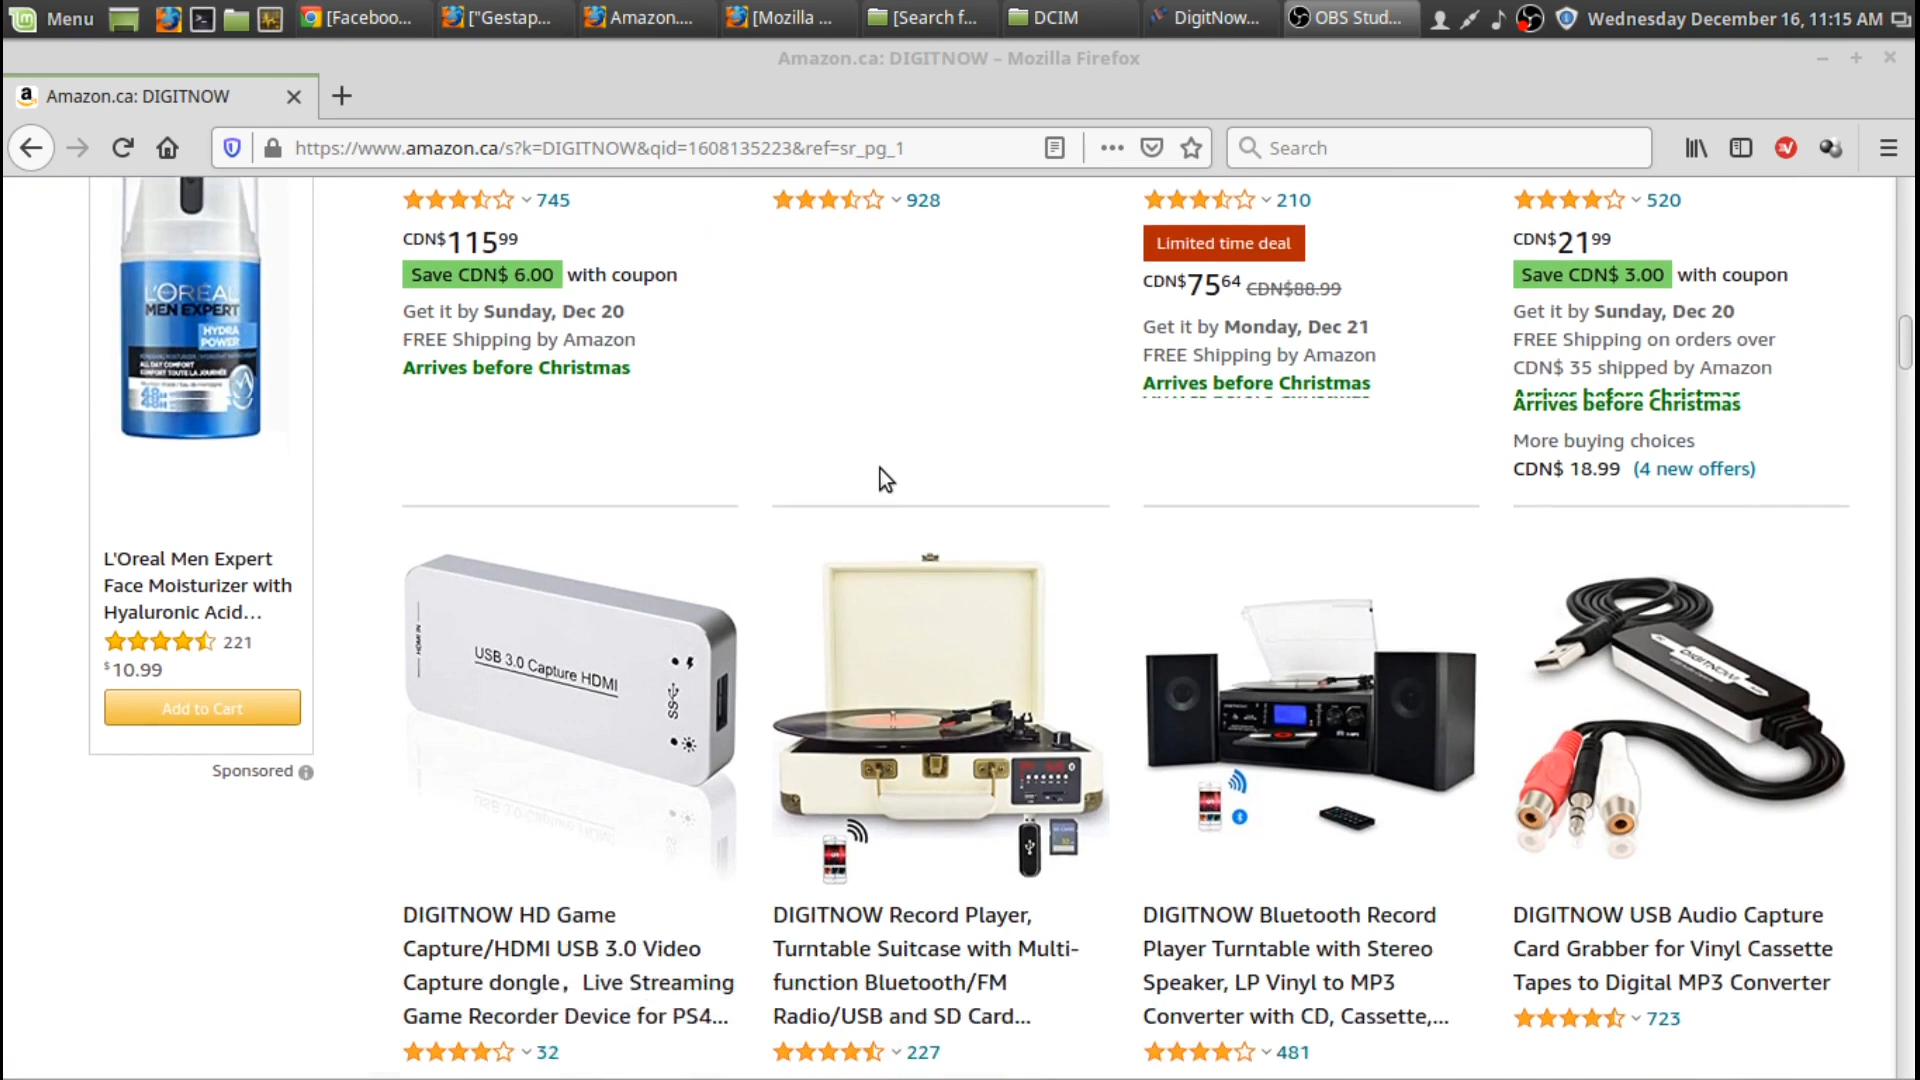 Menu
[Faceboo...
["Gestap...
Amazon....
[Mozilla ...
[Search f...
DCIM
DigitNow...
OBS Stud...
Wednesday December 16, 11:15 AM
Amazon.ca: DIGITNOW – Mozilla Firefox
Amazon.ca: DIGITNOW
https://www.amazon.ca/s?k=DIGITNOW&qid=1608135223&ref=sr_pg_1
Search
745
928
210
520
CDN$ 115 99
Save CDN$ 6.00 with coupon
Get it by Sunday, Dec 20
FREE Shipping by Amazon
Arrives before Christmas
Limited time deal
CDN$ 75 64 CDN$88.99
Get it by Monday, Dec 21
FREE Shipping by Amazon
Arrives before Christmas
CDN$ 21 99
Save CDN$ 3.00 with coupon
Get it by Sunday, Dec 20
FREE Shipping on orders over
CDN$ 35 shipped by Amazon
Arrives before Christmas
More buying choices
CDN$ 18.99 (4 new offers)
L'ORÉAL
MEN EXPERT
HYDRA
POWER
48H
L'Oreal Men Expert
Face Moisturizer with
Hyaluronic Acid...
221
$10.99
Add to Cart
Sponsored
HDMI IN
USB 3.0 Capture HDMI
DIGITNOW
DIGITNOW HD Game
Capture/HDMI USB 3.0 Video
Capture dongle，Live Streaming
Game Recorder Device for PS4...
32
DIGITNOW Record Player,
Turntable Suitcase with Multi-
function Bluetooth/FM
Radio/USB and SD Card...
227
DIGITNOW Bluetooth Record
Player Turntable with Stereo
Speaker, LP Vinyl to MP3
Converter with CD, Cassette,...
481
DIGITNOW USB Audio Capture
Card Grabber for Vinyl Cassette
Tapes to Digital MP3 Converter
723